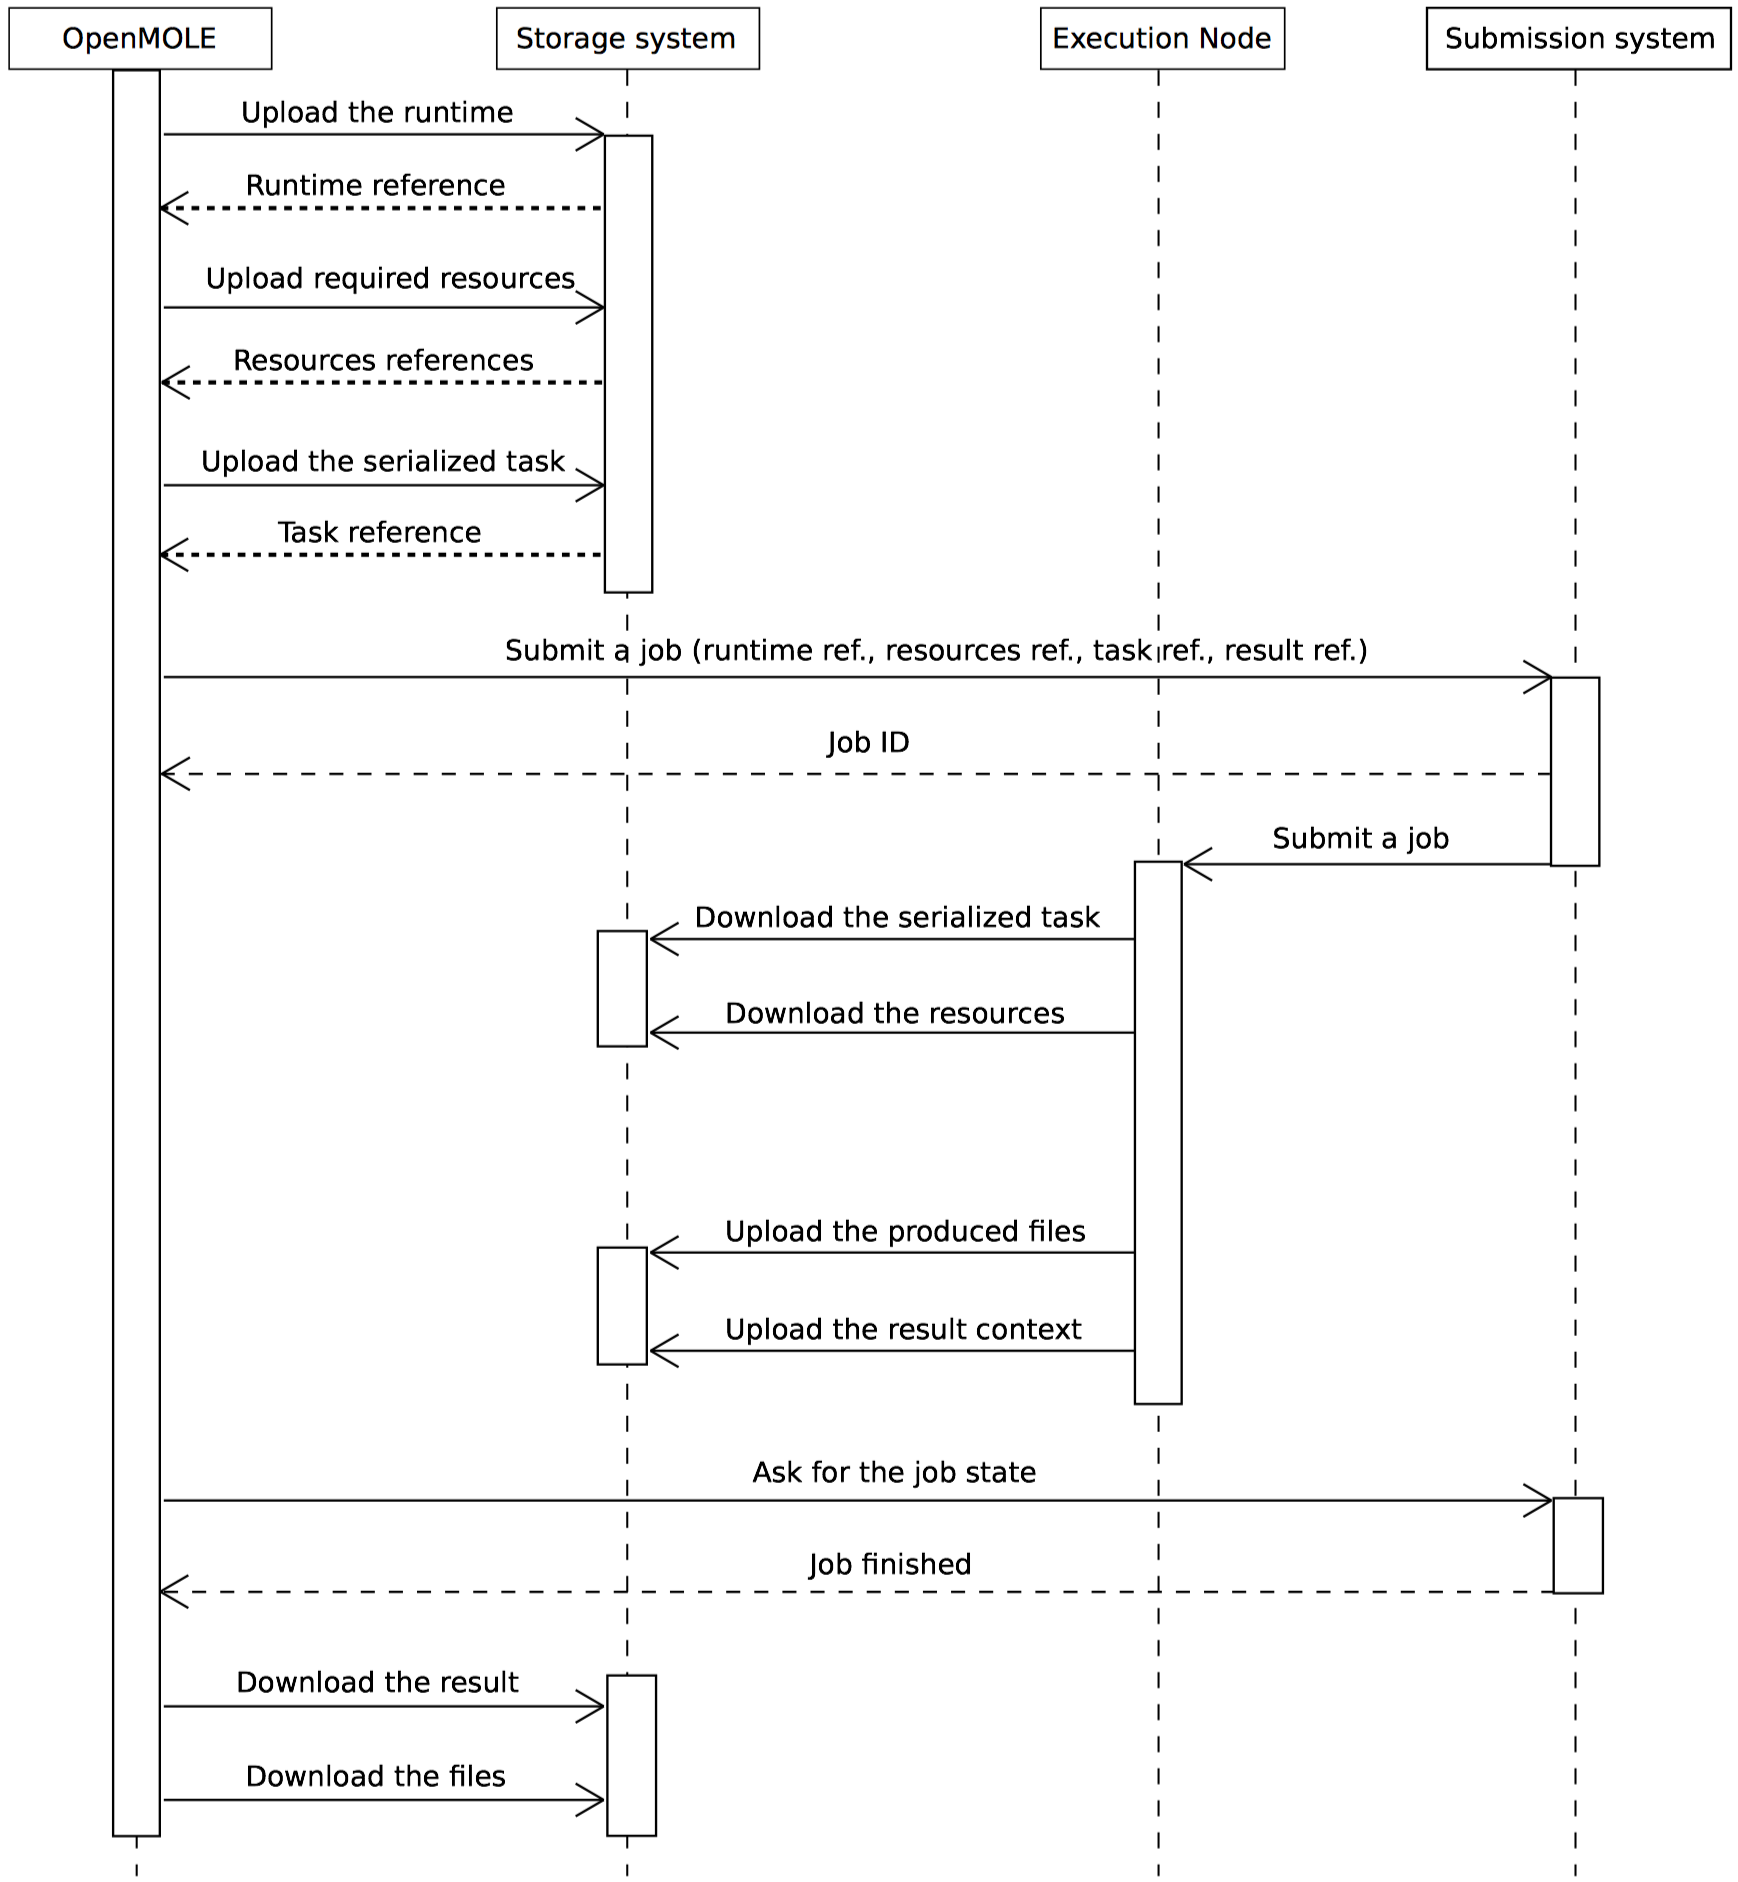 OpenMOLE
Storage system
Execution Node
Submission system
Upload the runtime
Runtime reference
Upload required resources
Resources references
Upload the serialized task
Task reference
Submit a job (runtime ref., resources ref., task ref., result ref.)
Job ID
Submit a job
Download the serialized task
Download the resources
Upload the produced files
Upload the result context
Ask for the job state
Job finished
Download the result
Download the files